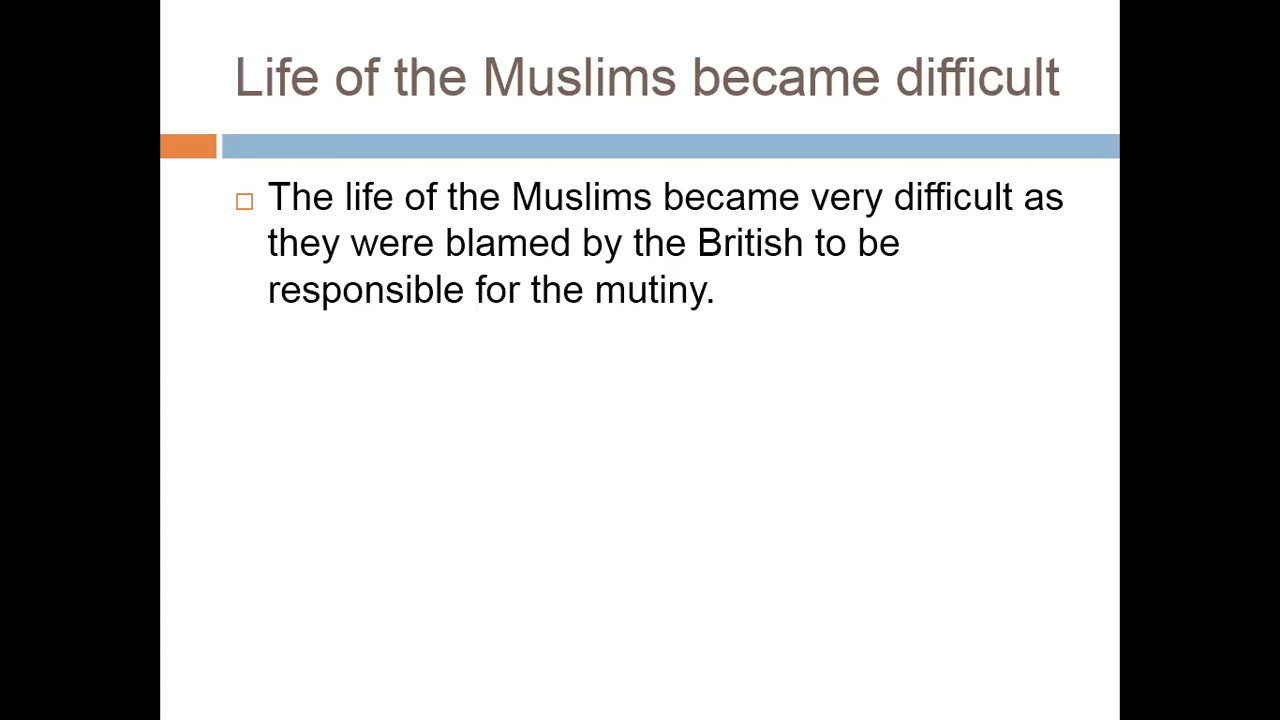 Life of the Muslims became difficult
The life of the Muslims became very difficult as
they were blamed by the British to be
responsible for the mutiny.